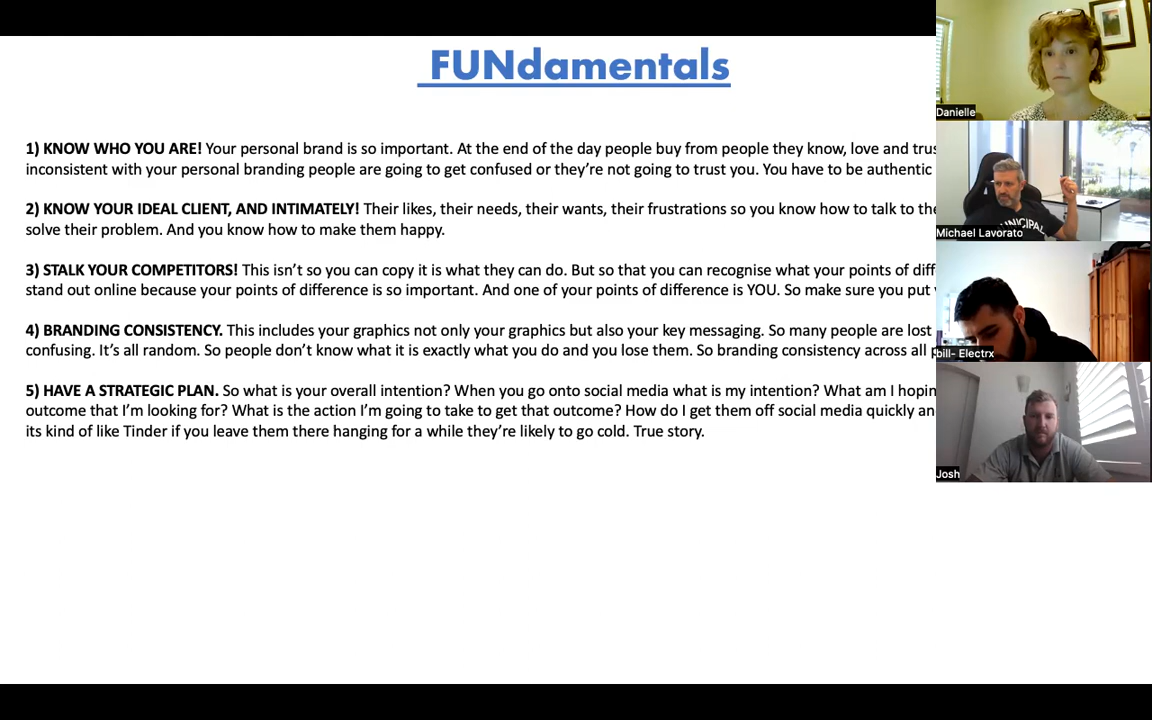 FUNdamentals
1) KNOW WHO YOU ARE! Your personal brand is so important. At the end of the day people buy from people they know, love and trus
inconsistent with your personal branding people are going to get confused or they're not going to trust you. You have to be authentic
2) KNOW YOUR IDEAL CLIENT, AND INTIMATELY! Their likes, their needs, their wants, their frustrations so you know how to talk to the
solve their problem. And you know how to make them happy.
3) STALK YOUR COMPETITORS! This isn't so you can copy it is what they can do. But so that you can recognise what your points of diff
stand out online because your points of difference is so important. And one of your points of difference is YOU. So make sure you put
4) BRANDING CONSISTENCY. This includes your graphics not only your graphics but also your key messaging. So many people are lost
confusing. It's all random. So people don't know what it is exactly what you do and you lose them. So branding consistency across all
5) HAVE A STRATEGIC PLAN. So what is your overall intention? When you go onto social media what is my intention? What am I hopin
outcome that I'm looking for? What is the action I'm going to take to get that outcome? How do I get them off social media quickly an
its kind of like Tinder if you leave them there hanging for a while they're likely to go cold. True story.
Danielle
UNICIPAL
Michael Lavorato
bill- Electrx
Josh